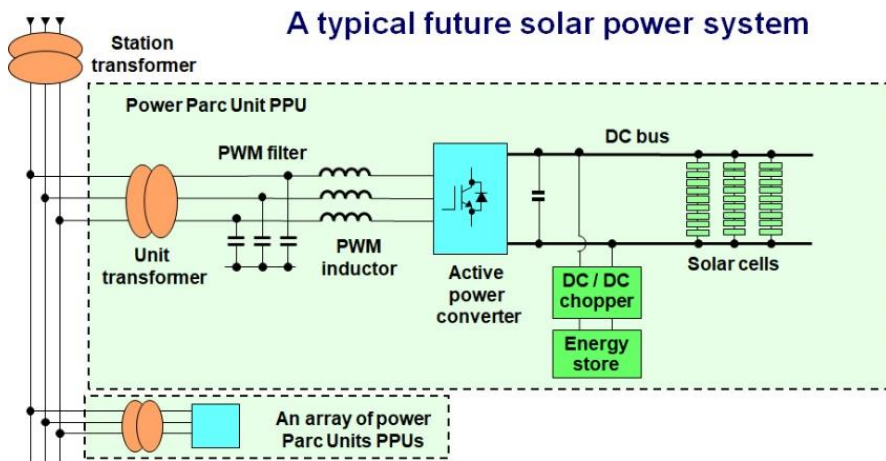 A typical future solar power system
Station
transformer
Power Parc Unit PPU
PWM filter
DC bus
Unit
transformer
PWM
inductor
Active
power
converter
DC / DC
chopper
Energy
store
Solar cells
An array of power
Parc Units PPUs